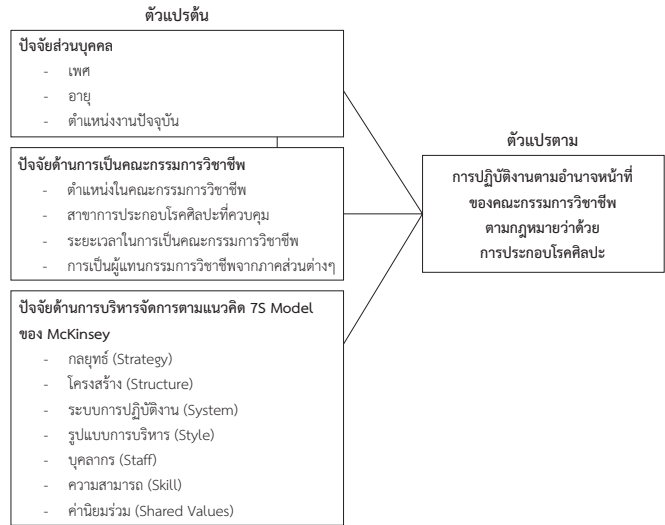 ตัวแปรต้น
ปัจจัยส่วนบุคคล
- เพศ
- อายุ
- ตำแหน่งงานปัจจุบัน
ปัจจัยด้านการเป็นคณะกรรมการวิชาชีพ
- ตำแหน่งในคณะกรรมการวิชาชีพ
- สาขาการประกอบโรคศิลปะที่ควบคุม
- ระยะเวลาในการเป็นคณะกรรมการวิชาชีพ
- การเป็นผู้แทนกรรมการวิชาชีพจากภาคส่วนต่างๆ
ปัจจัยด้านการบริหารจัดการตามแนวคิด 7S Model
ของ McKinsey
- กลยุทธ์ (Strategy)
- โครงสร้าง (Structure)
- ระบบการปฏิบัติงาน (System)
- รูปแบบการบริหาร (Style)
- บุคลากร (Staff)
- ความสามารถ (Skill)
- ค่านิยมร่วม (Shared Values)
ตัวแปรตาม
การปฏิบัติงานตามอำนาจหน้าที่
ของคณะกรรมการวิชาชีพ
ตามกฎหมายว่าด้วย
การประกอบโรคศิลปะ